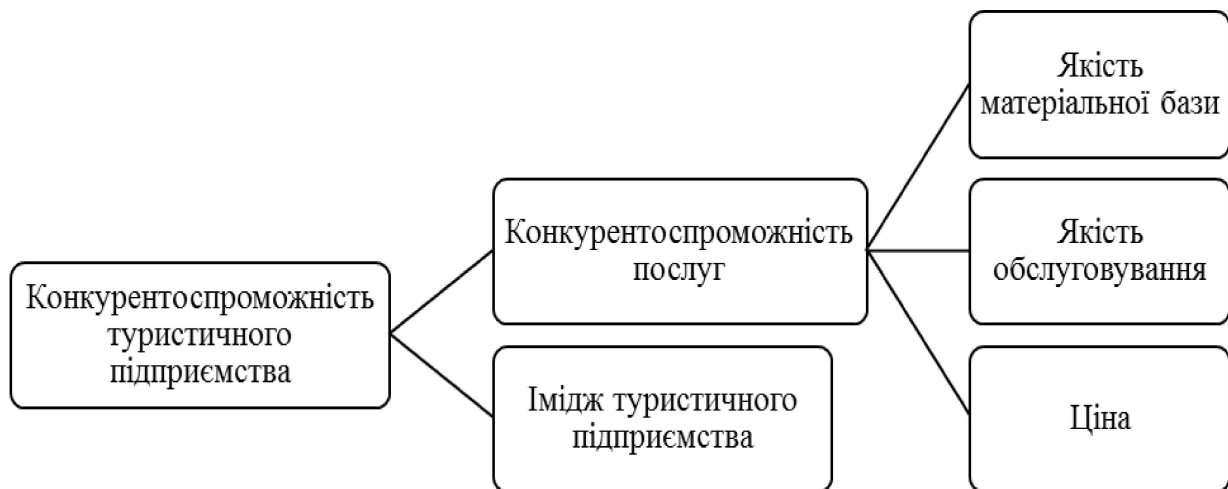 Конкурентоспроможність
туристичного
підприємства
Конкурентоспроможність
послуг
Імідж туристичного
підприємства
Якість
матеріальної бази
Якість
обслуговування
Ціна